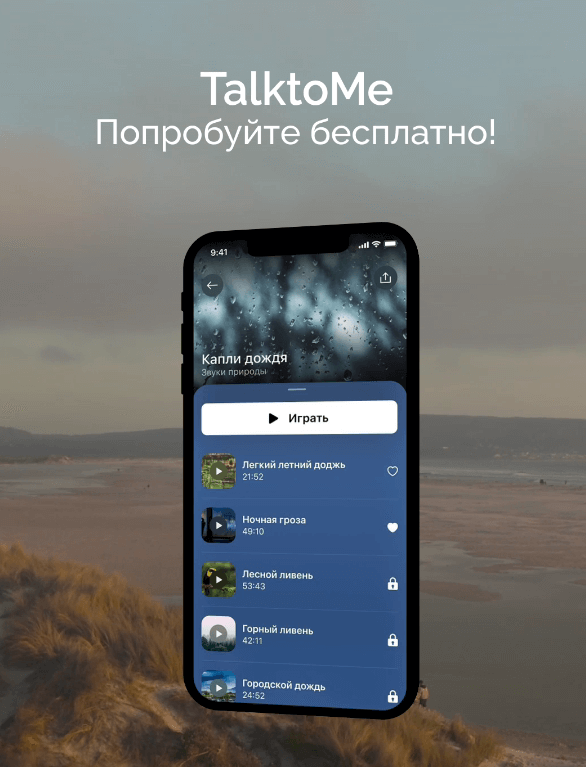 TalktoMe
Попробуйте бесплатно!
9:41
Капли дождя
Звуки природы
Играть
Легкий летний доджь
21:52
Ночная гроза
49:10
Лесной ливень
53:43
Горный ливень
42:11
Городской дождь
24:52